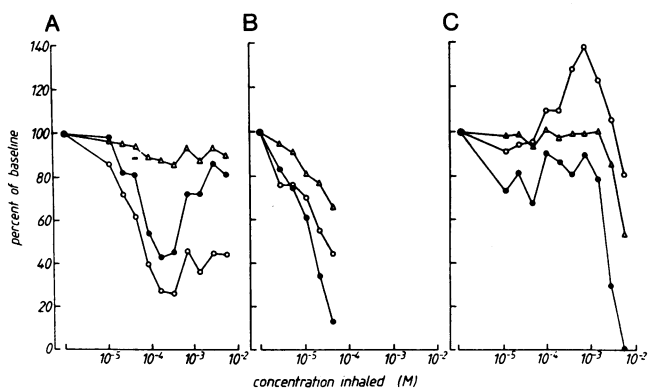 A B C
140
120
100
80
60
40
20
0
percent of baseline
10⁻⁵ 10⁻⁴ 10⁻³ 10⁻² 10⁻⁵ 10⁻⁴ 10⁻³ 10⁻² 10⁻⁵ 10⁻⁴ 10⁻³ 10⁻²
concentration inhaled (M)